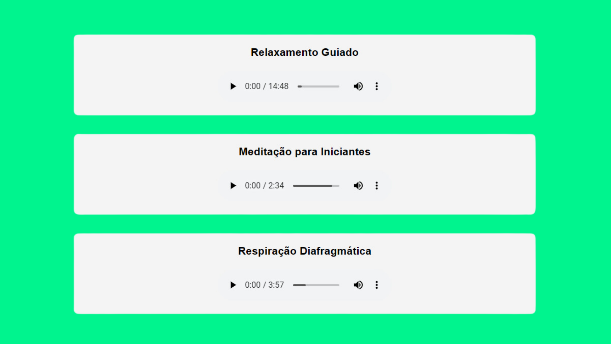 Relaxamento Guiado
0:00 / 14:48
Meditação para Iniciantes
0:00 / 2:34
Respiração Diafragmática
0:00 / 3:57